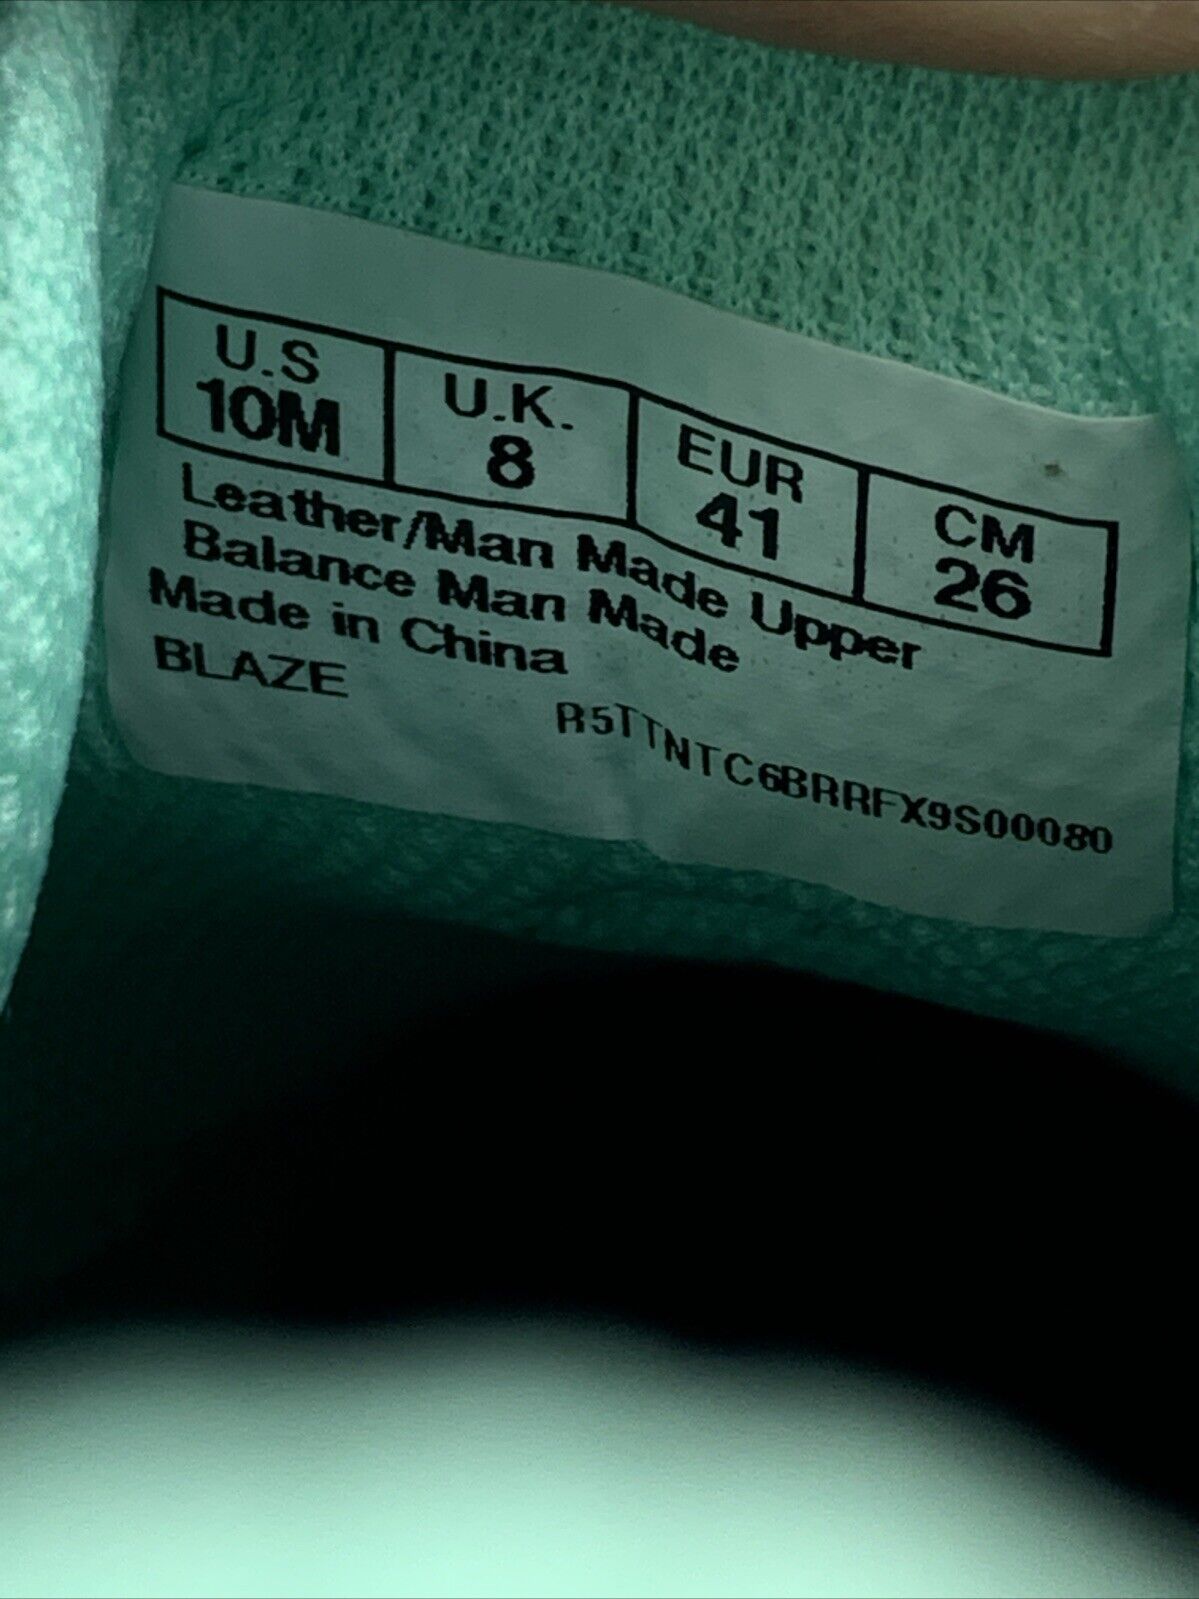 U.S U.K. EUR CM
10M 8 41 26
Leather/Man Made Upper
Balance Man Made
Made in China
BLAZE
R5TTNTC6BRRFX9S00080